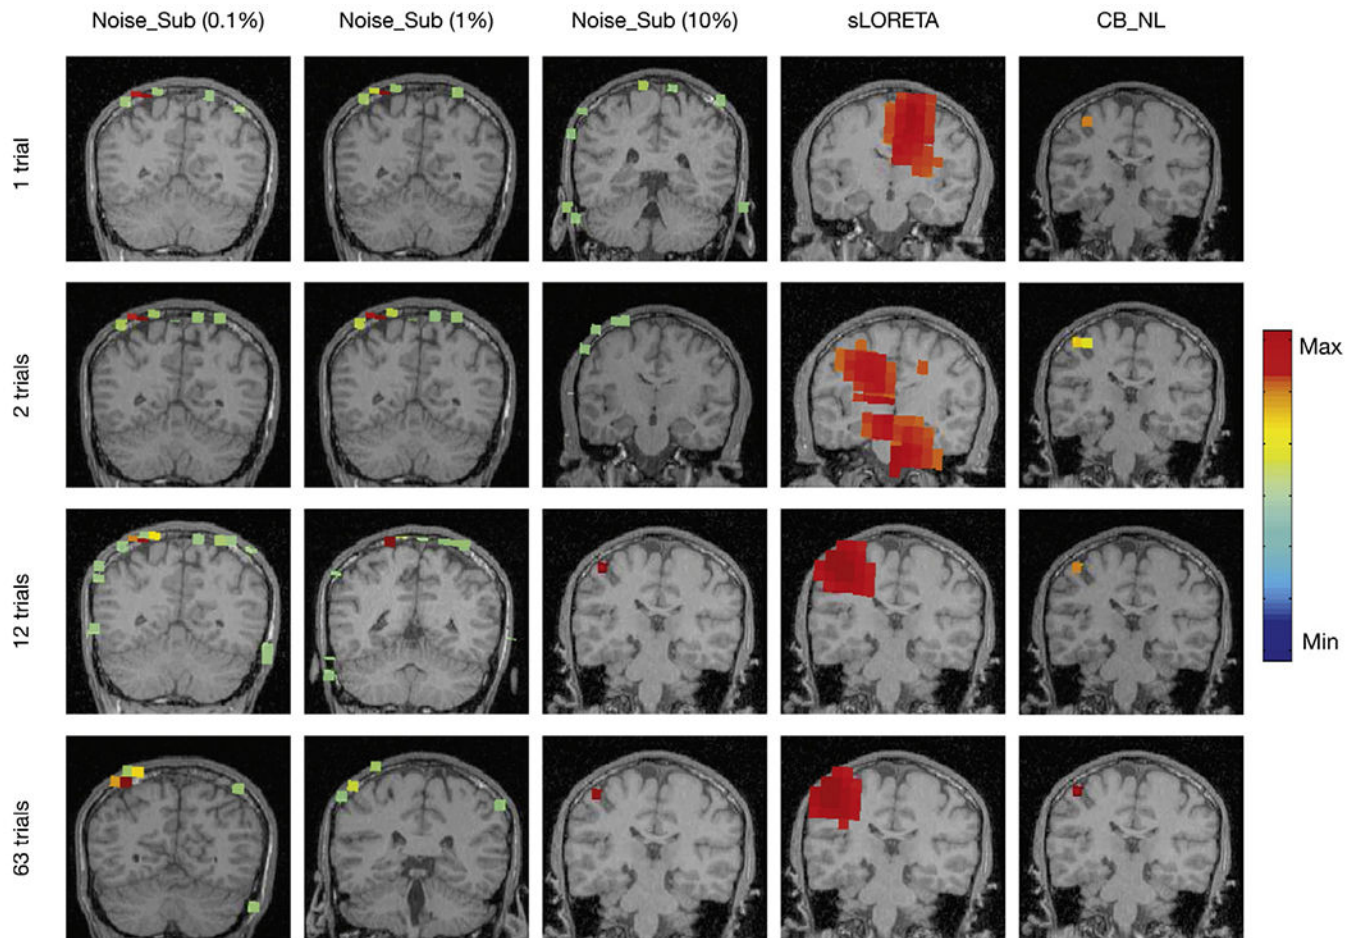 Noise_Sub (0.1%) Noise_Sub (1%) Noise_Sub (10%) sLORETA CB_NL
1 trial
2 trials
Max
12 trials
Min
63 trials